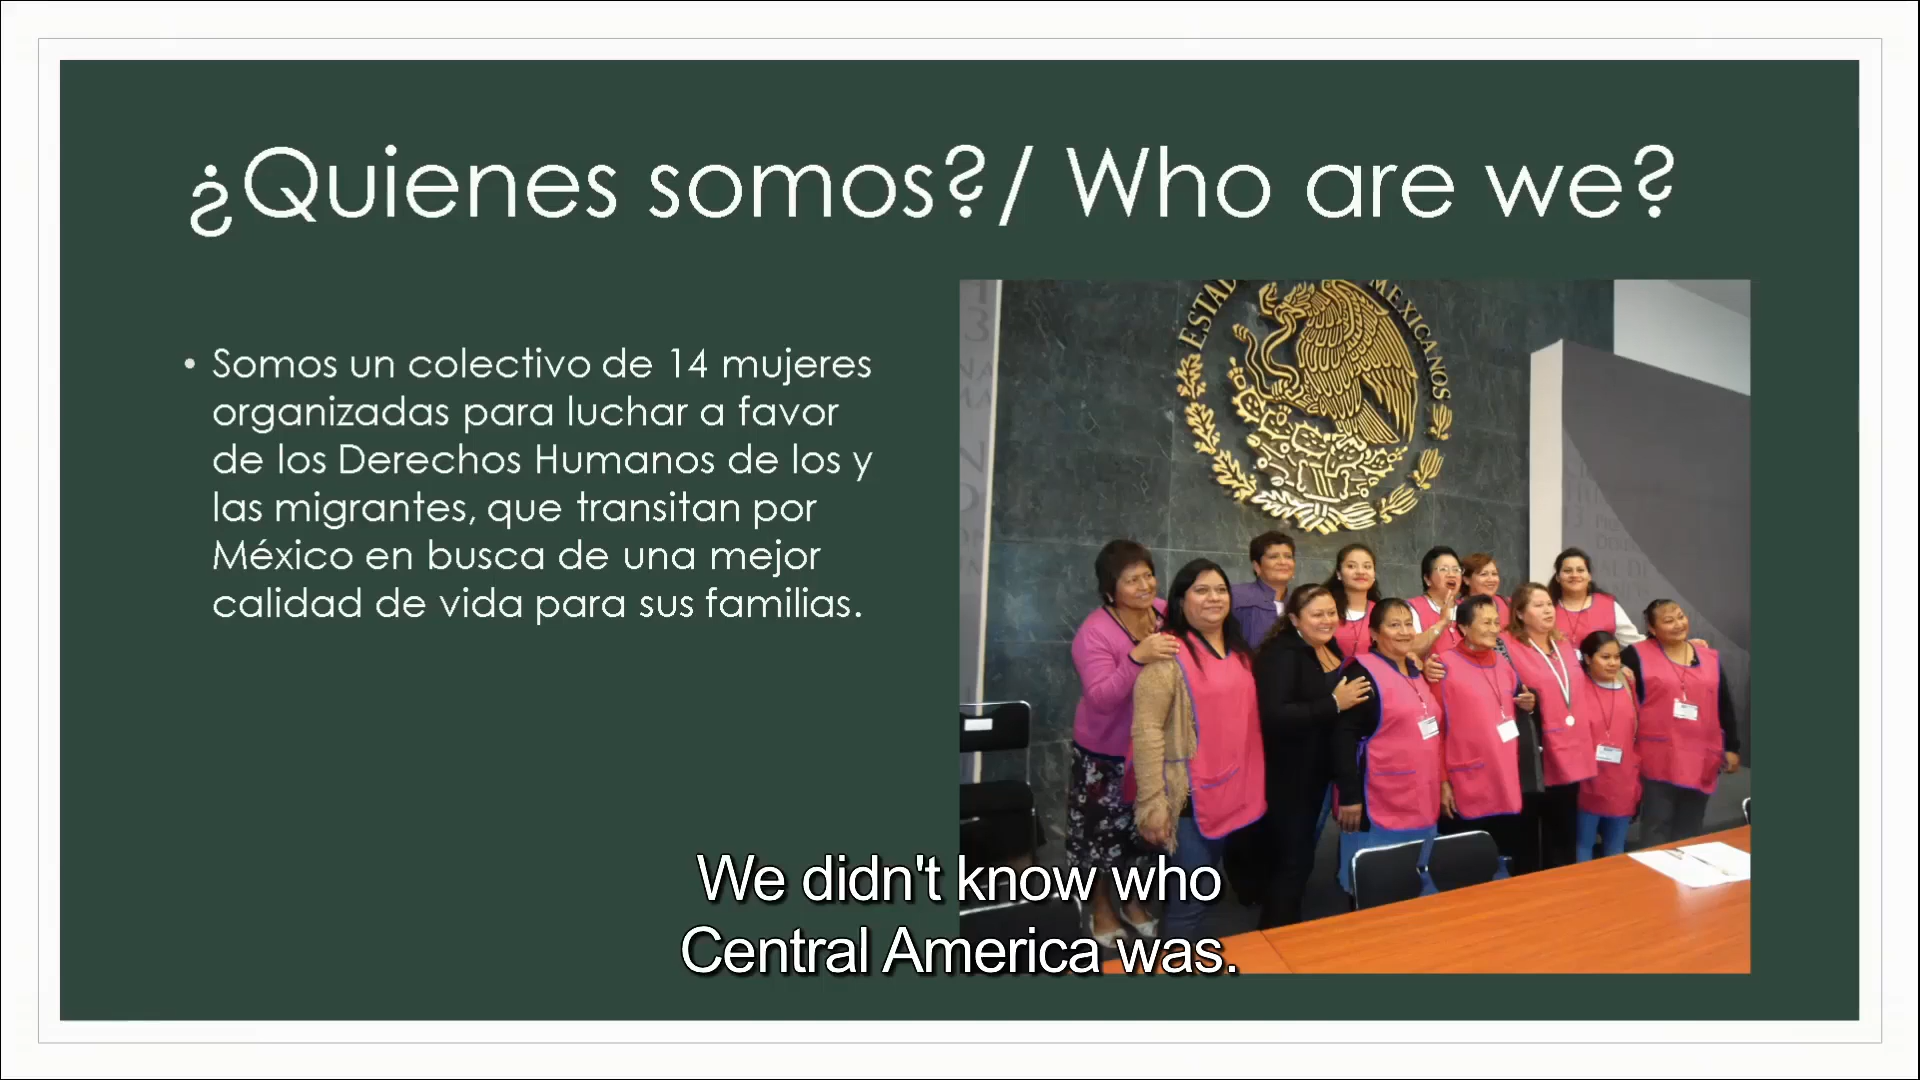 ¿Quienes somos?/ Who are we?
• Somos un colectivo de 14 mujeres
organizadas para luchar a favor
de los Derechos Humanos de los y
las migrantes, que transitan por
México en busca de una mejor
calidad de vida para sus familias.
MEXICANOS
We didn't know who
Central America was.